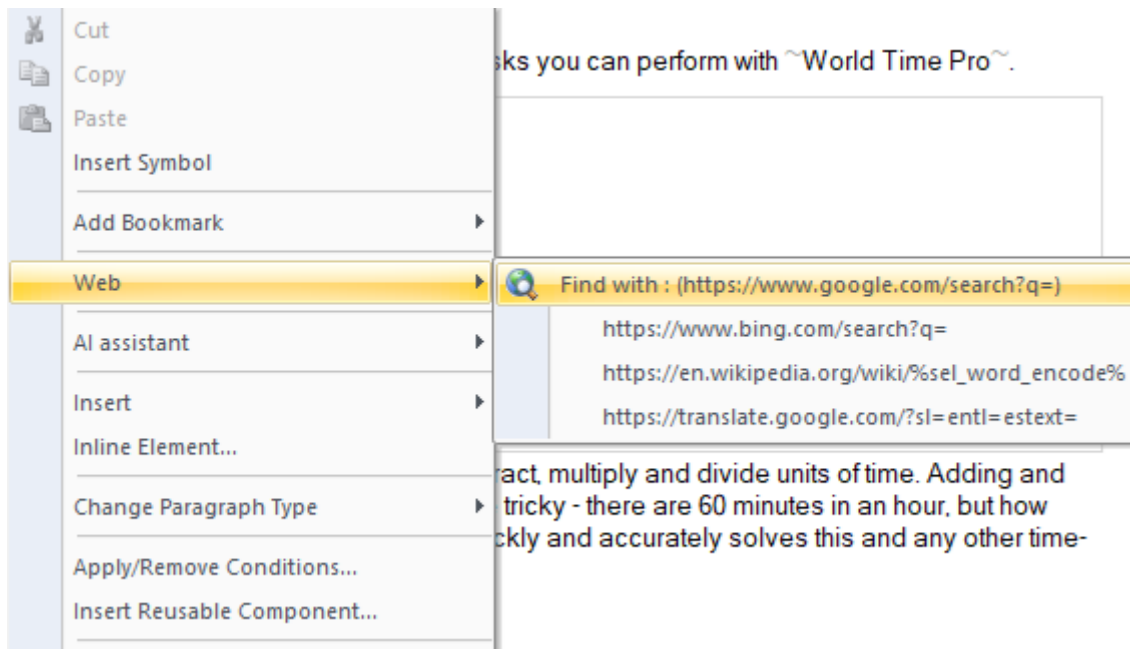 Cut
Copy
Paste
Insert Symbol
Add Bookmark
Web
AI assistant
Insert
Inline Element...
Change Paragraph Type
Apply/Remove Conditions...
Insert Reusable Component...
Find with : (https://www.google.com/search?q=)
https://www.bing.com/search?q=
https://en.wikipedia.org/wiki/%sel_word_encode%
https://translate.google.com/?sl=entl=estext=
sks you can perform with ~World Time Pro~.
ract, multiply and divide units of time. Adding and
tricky - there are 60 minutes in an hour, but how
ckly and accurately solves this and any other time-